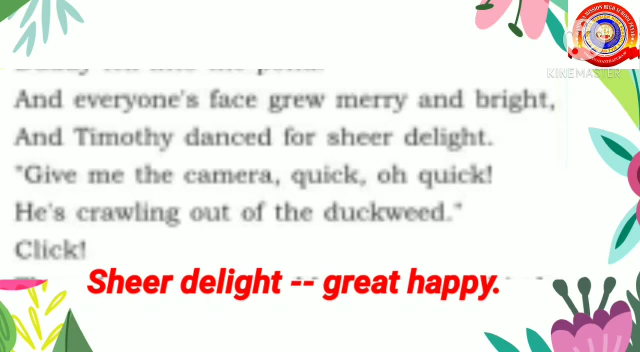 KINEMASTER
And everyone's face grew merry and bright,
And Timothy danced for sheer delight.
"Give me the camera, quick, oh quick!
He's crawling out of the duckweed."
Click!
Sheer delight -- great happy.